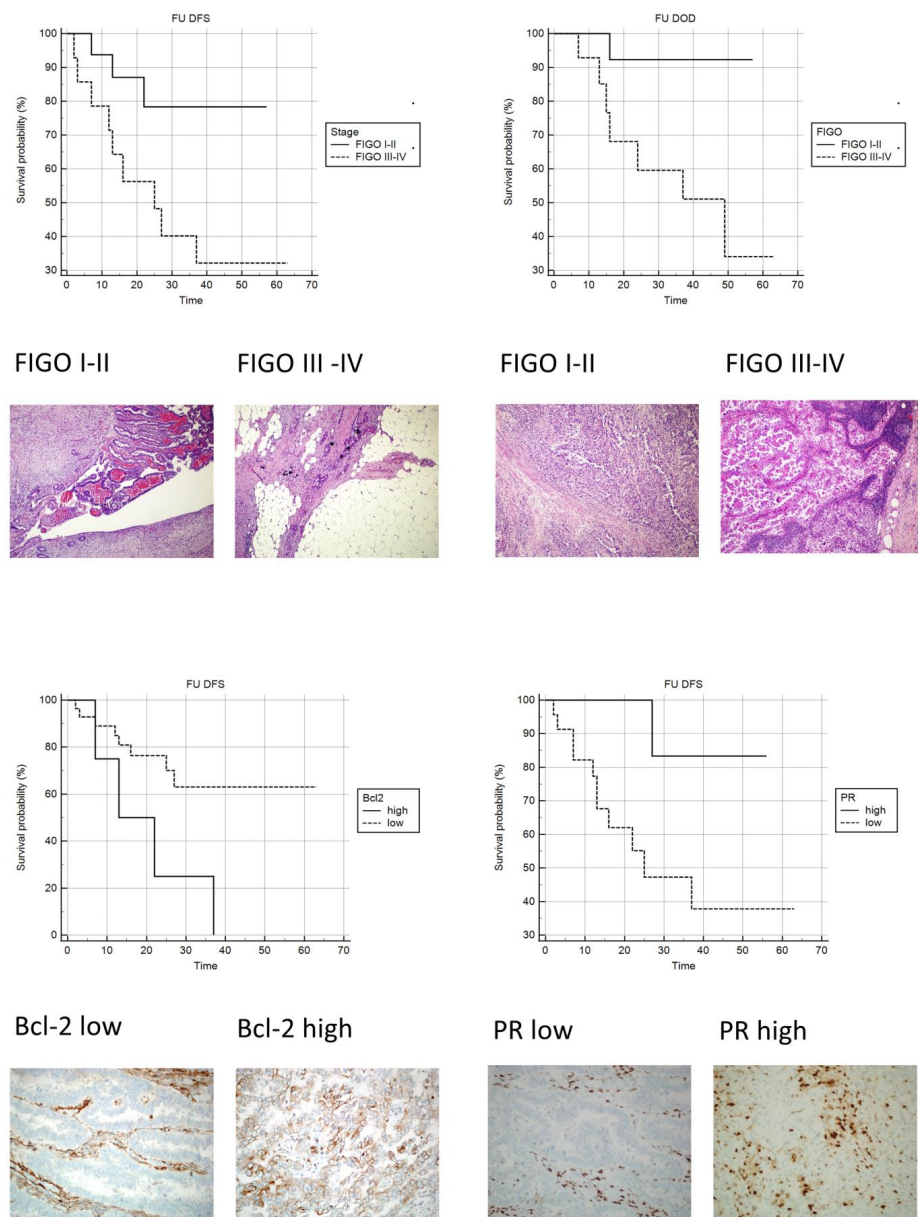 FU DFS
100
90
80
70
60
50
40
30
Survival probability (%)
0 10 20 30 40 50 60 70
Time
Stage
FIGO I-II
FIGO III-IV
FU DOD
100
90
80
70
60
50
40
30
Survival probability (%)
0 10 20 30 40 50 60 70
Time
FIGO
FIGO I-II
FIGO III-IV
FIGO I-II
FIGO III -IV
FIGO I-II
FIGO III-IV
FU DFS
100
80
60
40
20
0
Survival probability (%)
0 10 20 30 40 50 60 70
Time
Bcl2
high
low
FU DFS
100
90
80
70
60
50
40
30
Survival probability (%)
0 10 20 30 40 50 60 70
Time
PR
high
low
Bcl-2 low
Bcl-2 high
PR low
PR high